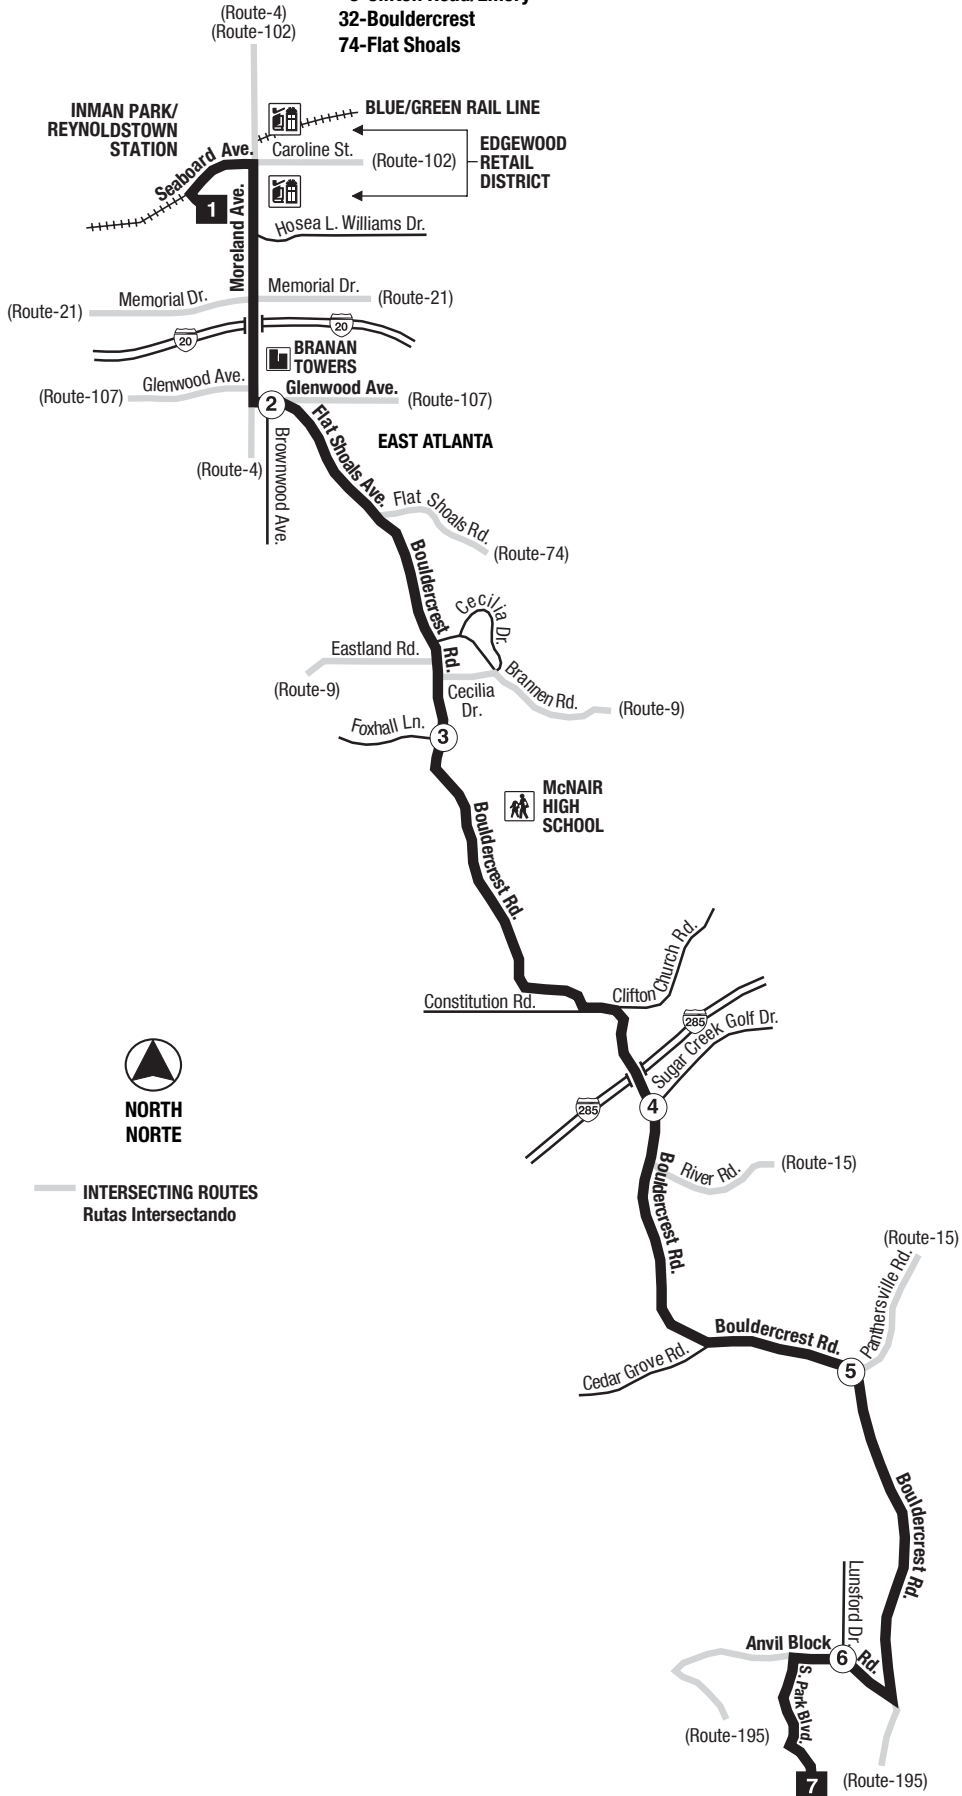 (Route-4)
(Route-102)
32-Bouldercrest
74-Flat Shoals
INMAN PARK/
REYNOLDSTOWN
STATION
BLUE/GREEN RAIL LINE
EDGEWOOD
RETAIL
DISTRICT
Seaboard Ave.
Caroline St.
(Route-102)
1
Moreland Ave.
Hosea L. Williams Dr.
Memorial Dr.
Memorial Dr.
(Route-21)
(Route-21)
20
20
BRANAN
TOWERS
Glenwood Ave.
Glenwood Ave.
(Route-107)
(Route-107)
2
Flat Shoals Ave.
EAST ATLANTA
Brownwood Ave.
(Route-4)
Flat Shoals Rd.
(Route-74)
Bouldercrest Rd.
Cecilia Dr.
Eastland Rd.
(Route-9)
Cecilia
Dr.
Brannen Rd.
(Route-9)
Foxhall Ln.
3
McNAIR
HIGH
SCHOOL
Bouldercrest Rd.
Constitution Rd.
Clifton Church Rd.
285
Sugar Creek Golf Dr.
285
4
NORTH
NORTE
INTERSECTING ROUTES
Rutas Intersectando
Bouldercrest Rd.
River Rd.
(Route-15)
(Route-15)
Panthersville Rd.
Bouldercrest Rd.
Cedar Grove Rd.
5
Bouldercrest Rd.
Lunsford Dr.
Anvil Block Rd.
6
S. Park Blvd.
(Route-195)
7
(Route-195)